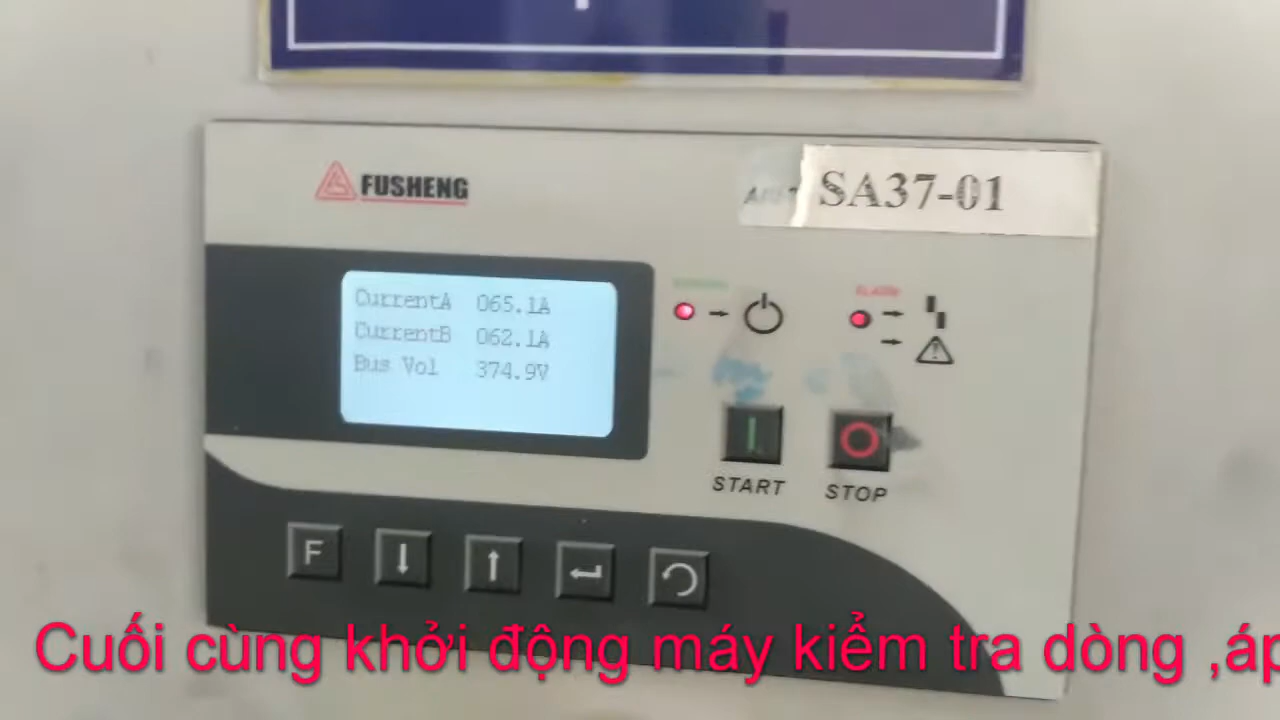 FUSHENG
SA37-01
CurrentA 065.1A
CurrentB 062.1A
Bus Vol 374.9V
START
STOP
F
Cuối cùng khởi động máy kiểm tra dòng ,áp